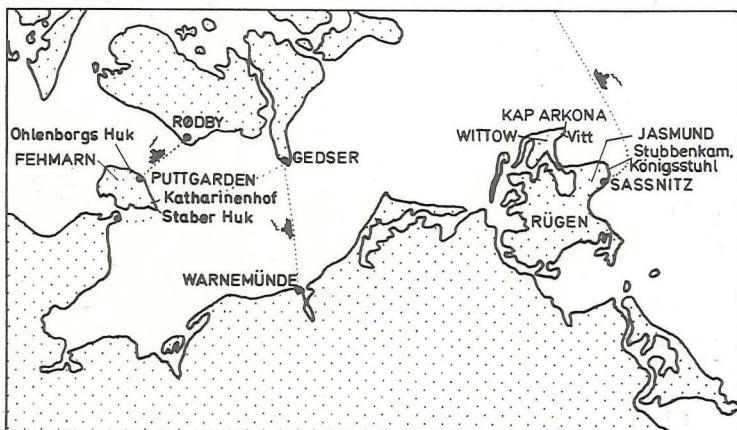 RØDBY
Ohlenborgs Huk
FEHMARN
PUTTGARDEN
Katharinenhof
Staber Huk
GEDSER
WARNEMÜNDE
KAP ARKONA
WITTOW
Vitt
JASMUND
Stubbenkam.
Königsstuhl
SASSNITZ
RÜGEN